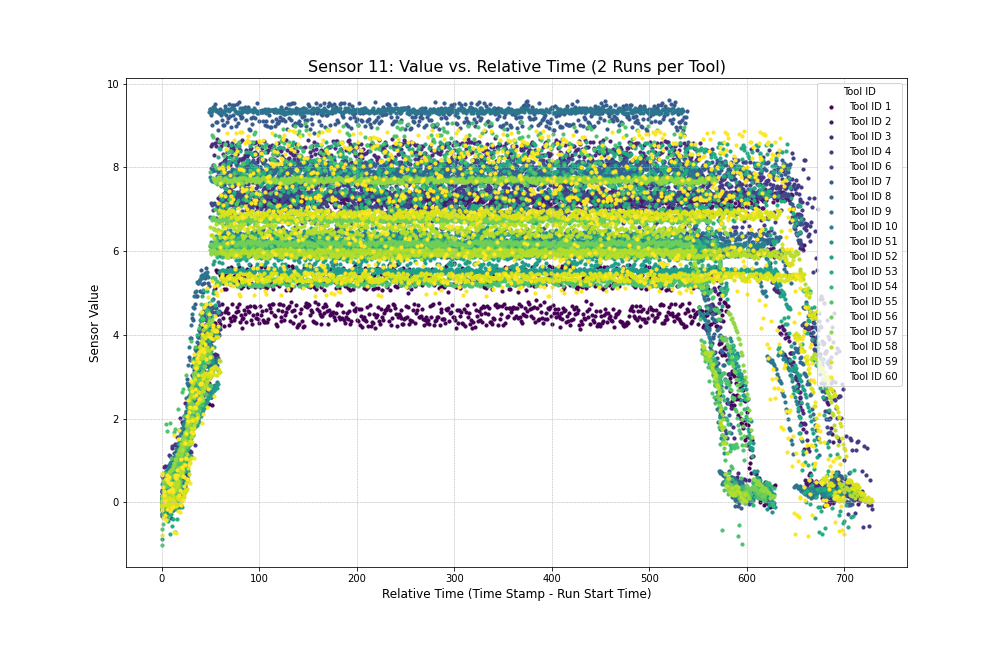 Sensor 11: Value vs. Relative Time (2 Runs per Tool)
10
8
6
4
2
0
Sensor Value
0 100 200 300 400 500 600 700
Relative Time (Time Stamp - Run Start Time)
Tool ID
Tool ID 1
Tool ID 2
Tool ID 3
Tool ID 4
Tool ID 6
Tool ID 7
Tool ID 8
Tool ID 9
Tool ID 10
Tool ID 51
Tool ID 52
Tool ID 53
Tool ID 54
Tool ID 55
Tool ID 56
Tool ID 57
Tool ID 58
Tool ID 59
Tool ID 60